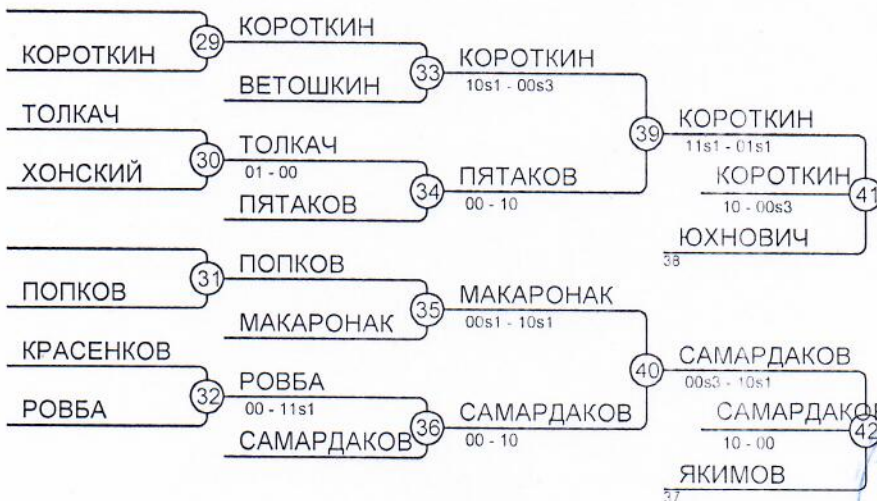 КОРОТКИН
29
КОРОТКИН
ВЕТОШКИН
33
КОРОТКИН
10s1 - 00s3
ТОЛКАЧ
ХОНСКИЙ
30
ТОЛКАЧ
01 - 00
ПЯТАКОВ
34
ПЯТАКОВ
00 - 10
39
КОРОТКИН
11s1 - 01s1
КОРОТКИН
10 - 00s3
41
ЮХНОВИЧ
38
ПОПКОВ
31
ПОПКОВ
МАКАРОНАК
35
МАКАРОНАК
00s1 - 10s1
КРАСЕНКОВ
РОВБА
32
РОВБА
00 - 11s1
САМАРДАКОВ
36
САМАРДАКОВ
00 - 10
40
САМАРДАКОВ
00s3 - 10s1
САМАРДАКОВ
10 - 00
42
ЯКИМОВ
37